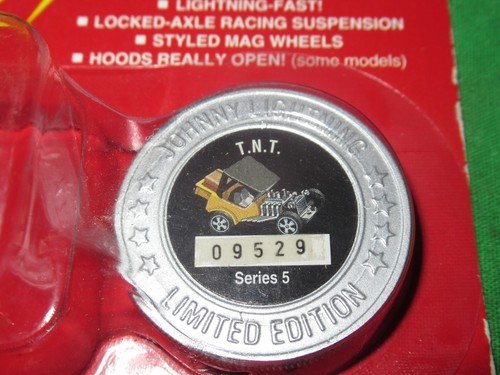 ■ LIGHTNING-FAST!
■ LOCKED-AXLE RACING SUSPENSION
■ STYLED MAG WHEELS
■ HOODS REALLY OPEN! (some models)
JOHNNY LIGHTNING
T.N.T.
09529
Series 5
LIMITED EDITION